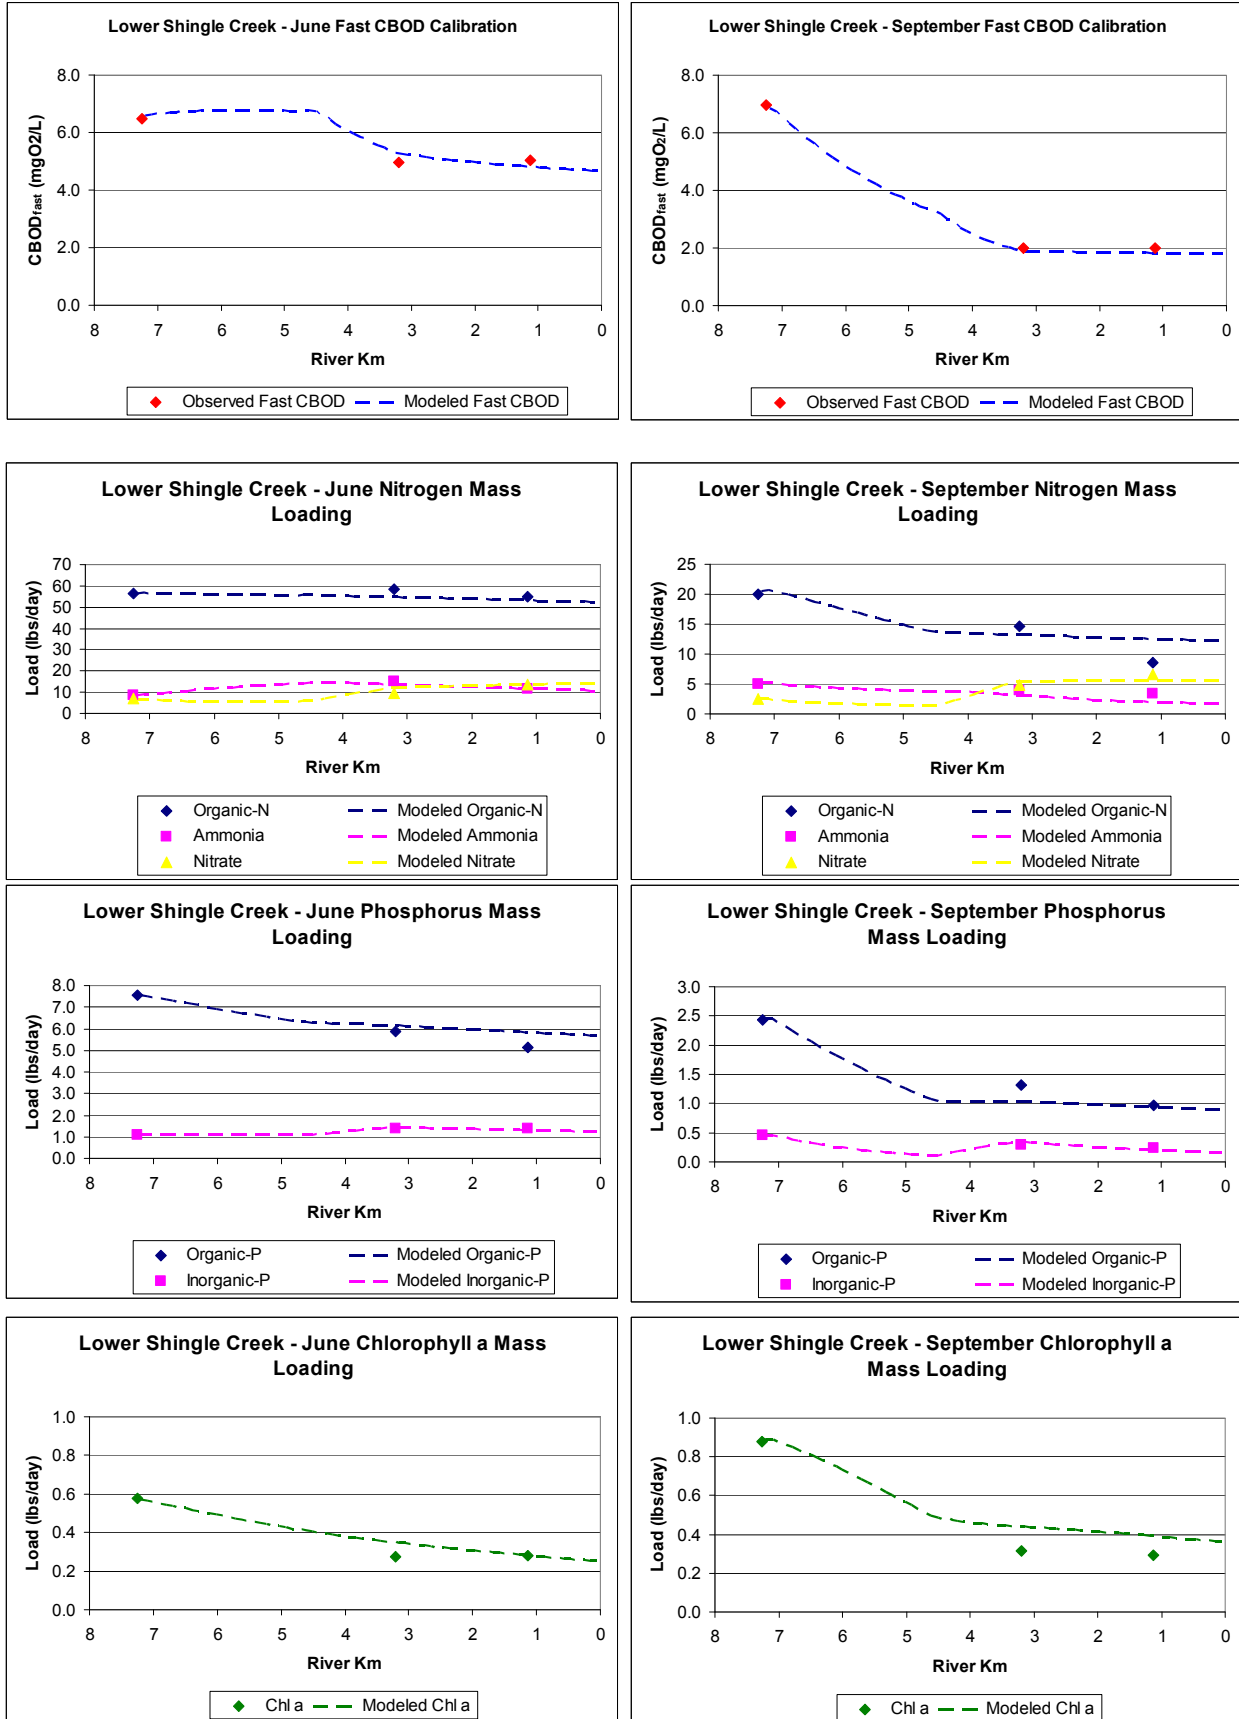 Lower Shingle Creek - June Fast CBOD Calibration
CBODfast (mgO2/L)
8.0
6.0
4.0
2.0
0.0
8 7 6 5 4 3 2 1 0
River Km
Observed Fast CBOD Modeled Fast CBOD
Lower Shingle Creek - September Fast CBOD Calibration
CBODfast (mgO2/L)
8.0
6.0
4.0
2.0
0.0
8 7 6 5 4 3 2 1 0
River Km
Observed Fast CBOD Modeled Fast CBOD
Lower Shingle Creek - June Nitrogen Mass
Loading
Load (lbs/day)
70
60
50
40
30
20
10
0
8 7 6 5 4 3 2 1 0
River Km
Organic-N Modeled Organic-N
Ammonia Modeled Ammonia
Nitrate Modeled Nitrate
Lower Shingle Creek - September Nitrogen Mass
Loading
Load (lbs/day)
25
20
15
10
5
0
8 7 6 5 4 3 2 1 0
River Km
Organic-N Modeled Organic-N
Ammonia Modeled Ammonia
Nitrate Modeled Nitrate
Lower Shingle Creek - June Phosphorus Mass
Loading
Load (lbs/day)
8.0
7.0
6.0
5.0
4.0
3.0
2.0
1.0
0.0
8 7 6 5 4 3 2 1 0
River Km
Organic-P Modeled Organic-P
Inorganic-P Modeled Inorganic-P
Lower Shingle Creek - September Phosphorus
Mass Loading
Load (lbs/day)
3.0
2.5
2.0
1.5
1.0
0.5
0.0
8 7 6 5 4 3 2 1 0
River Km
Organic-P Modeled Organic-P
Inorganic-P Modeled Inorganic-P
Lower Shingle Creek - June Chlorophyll a Mass
Loading
Load (lbs/day)
1.0
0.8
0.6
0.4
0.2
0.0
8 7 6 5 4 3 2 1 0
River Km
Chl a Modeled Chl a
Lower Shingle Creek - September Chlorophyll a
Mass Loading
Load (lbs/day)
1.0
0.8
0.6
0.4
0.2
0.0
8 7 6 5 4 3 2 1 0
River Km
Chl a Modeled Chl a